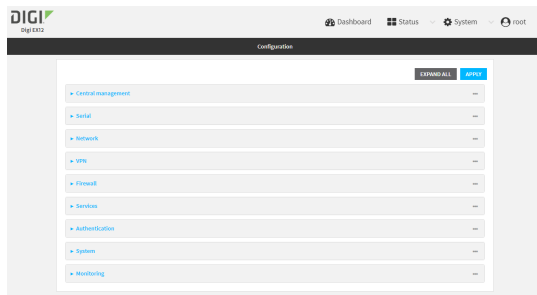 DIGI
Digi EX12
Dashboard
Status
System
root
Configuration
EXPAND ALL
APPLY
Central management
Serial
Network
VPN
Firewall
Services
Authentication
System
Monitoring